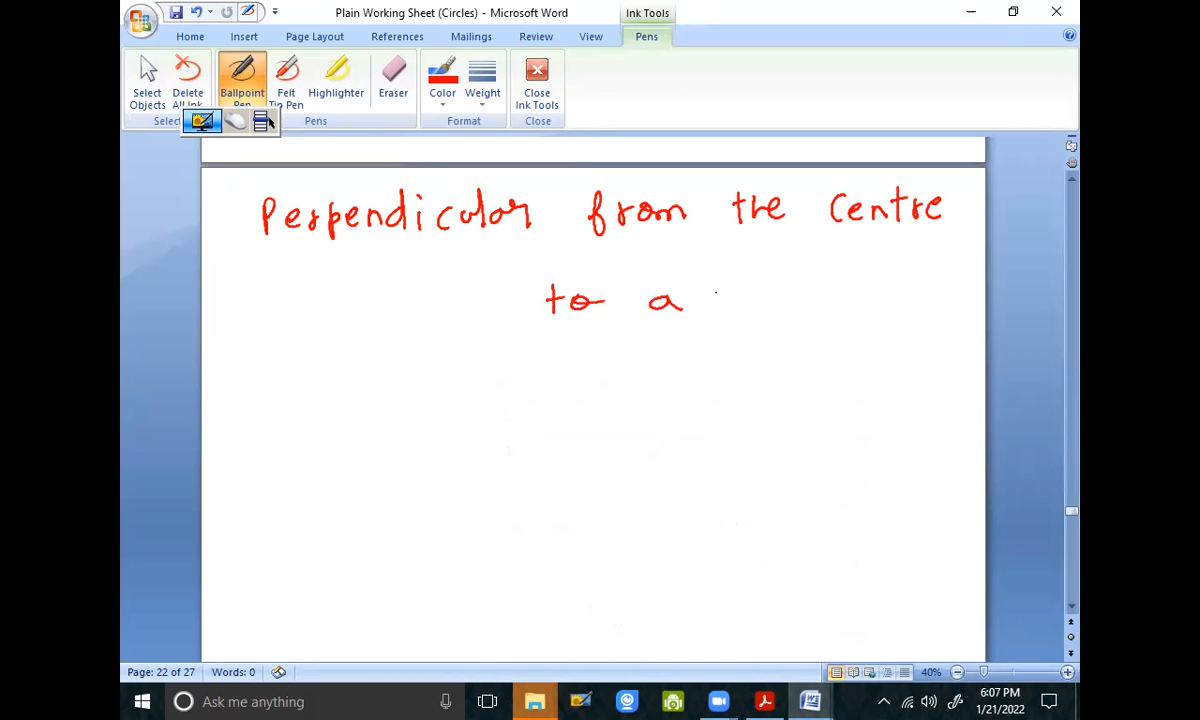 Plain Working Sheet (Circles) - Microsoft Word
Ink Tools
Home Insert Page Layout References Mailings Review View Pens
Select Objects
Delete All Ink
Ballpoint Pen
Felt Tip Pen
Highlighter
Eraser
Color
Weight
Close Ink Tools
Select Pens Format Close
Perpendicular from the Centre
to a
Page: 22 of 27 Words: 0 40%
Ask me anything
6:07 PM
1/21/2022